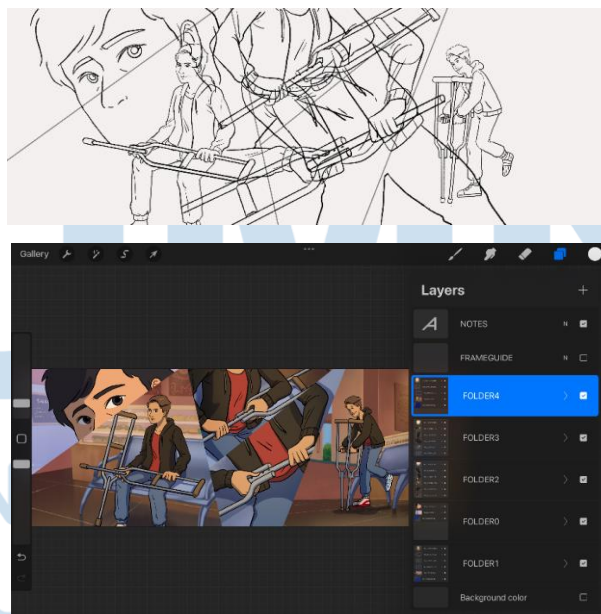 Gallery
Layers
NOTES N
FRAMEGUIDE N
FOLDER4
FOLDER3
FOLDER2
FOLDER0
FOLDER1
Background color